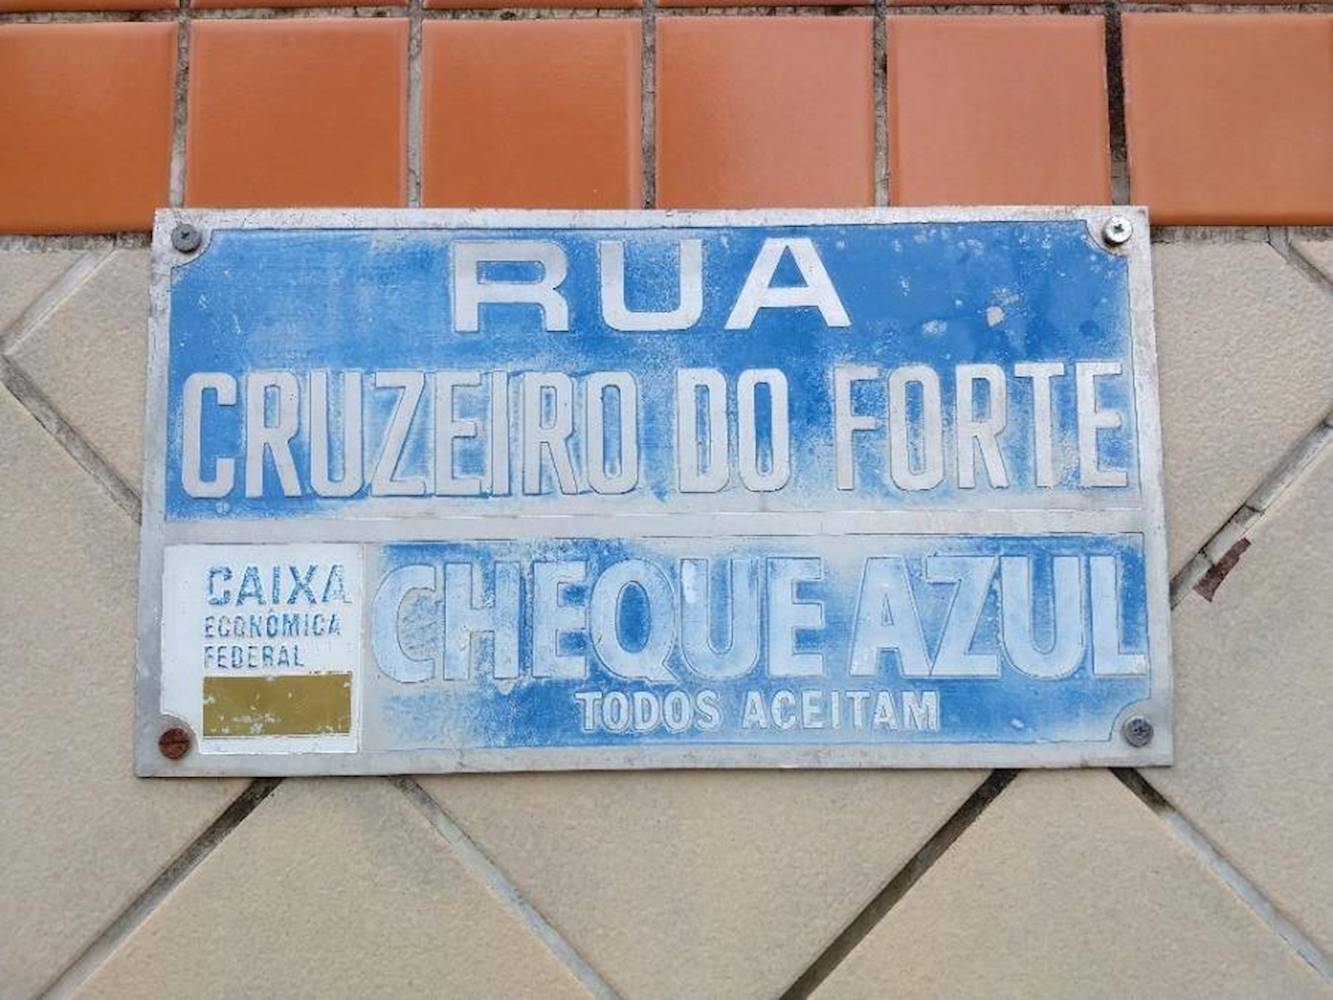 RUA
CRUZEIRO DO FORTE
CAIXA
ECONÔMICA
FEDERAL
CHEQUE AZUL
TODOS ACEITAM